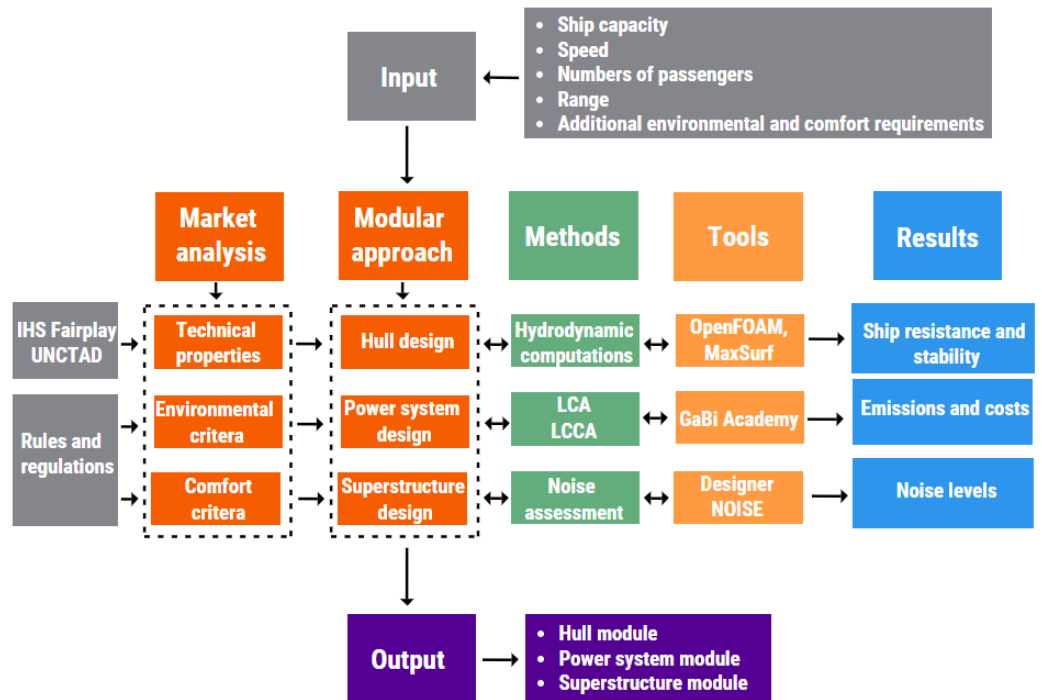 Input
• Ship capacity
• Speed
• Numbers of passengers
• Range
• Additional environmental and comfort requirements
Market
analysis
Modular
approach
Methods
Tools
Results
IHS Fairplay
UNCTAD
Technical
properties
Hull design
Hydrodynamic
computations
OpenFOAM,
MaxSurf
Ship resistance and
stability
Rules and
regulations
Environmental
critera
Power system
design
LCA
LCCA
GaBi Academy
Emissions and costs
Comfort
critera
Superstructure
design
Noise
assessment
Designer
NOISE
Noise levels
Output
• Hull module
• Power system module
• Superstructure module